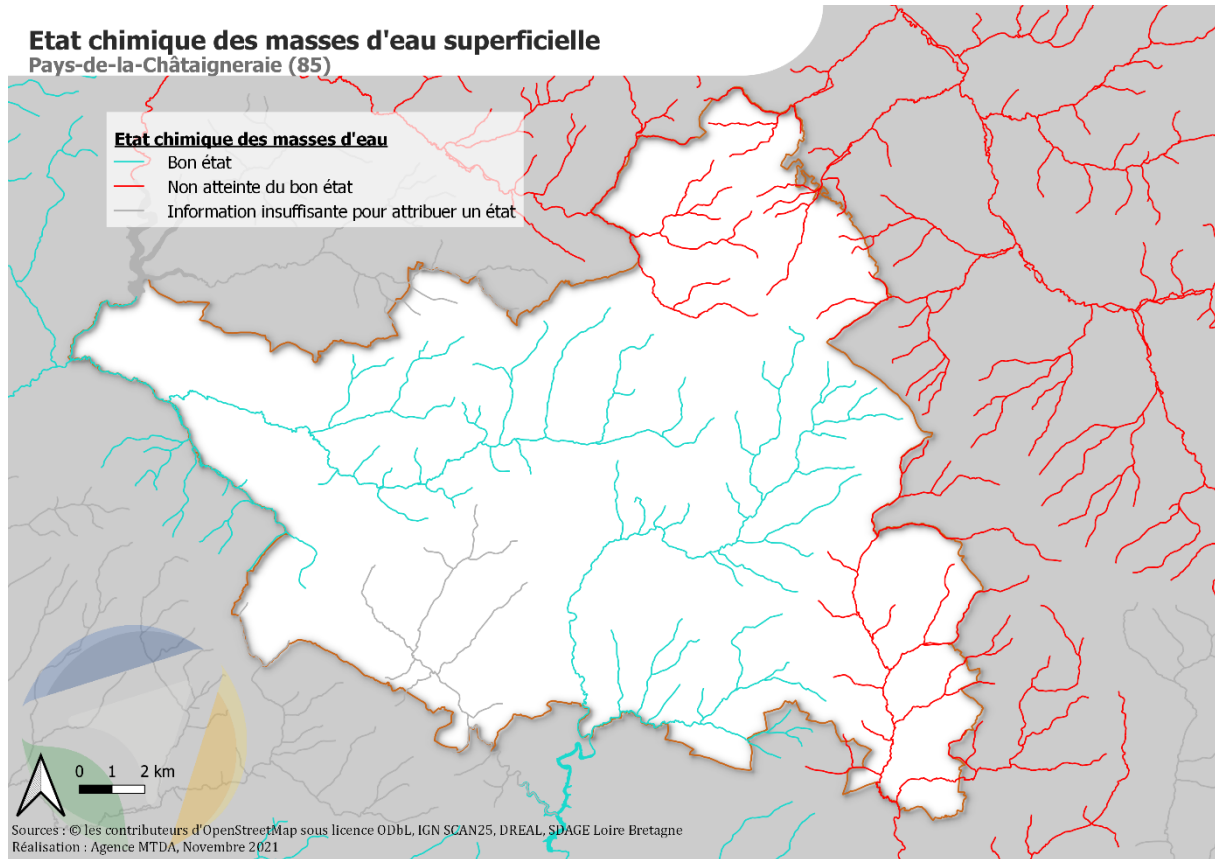 Etat chimique des masses d'eau superficielle
Pays-de-la-Châtaigneraie (85)
Etat chimique des masses d'eau
Bon état
Non atteinte du bon état
Information insuffisante pour attribuer un état
0 1 2 km
Sources : © les contributeurs d'OpenStreetMap sous licence ODbL, IGN SCAN25, DREAL, SDAGE Loire Bretagne
Réalisation : Agence MTDA, Novembre 2021